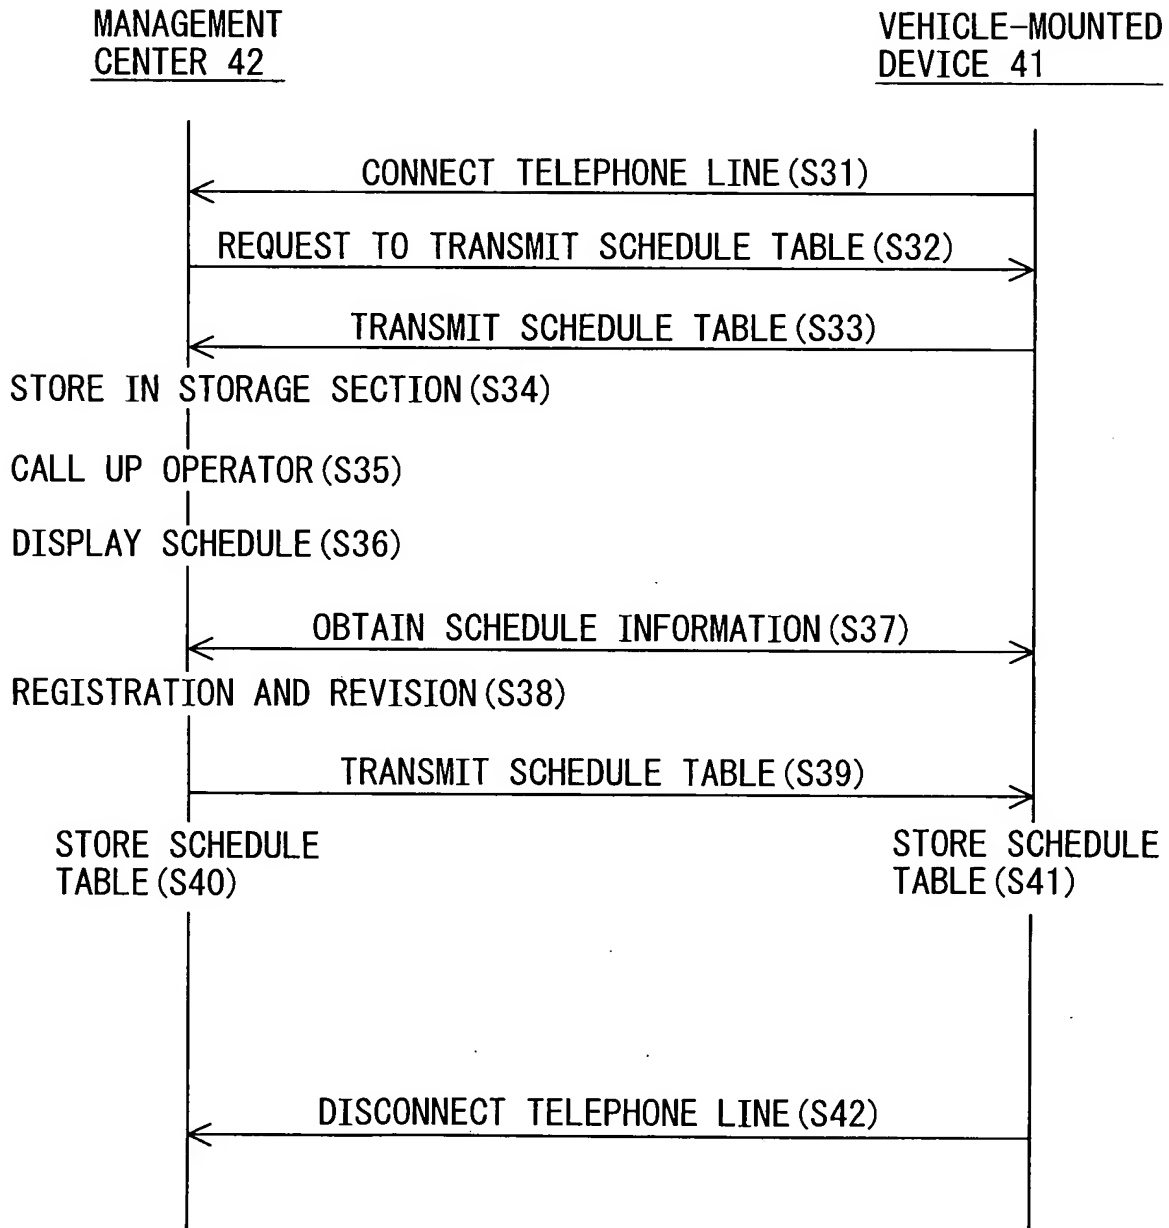 MANAGEMENT
CENTER 42
VEHICLE-MOUNTED
DEVICE 41
CONNECT TELEPHONE LINE(S31)
REQUEST TO TRANSMIT SCHEDULE TABLE(S32)
TRANSMIT SCHEDULE TABLE(S33)
STORE IN STORAGE SECTION(S34)
CALL UP OPERATOR(S35)
DISPLAY SCHEDULE(S36)
OBTAIN SCHEDULE INFORMATION(S37)
REGISTRATION AND REVISION(S38)
TRANSMIT SCHEDULE TABLE(S39)
STORE SCHEDULE
TABLE(S40)
STORE SCHEDULE
TABLE(S41)
DISCONNECT TELEPHONE LINE(S42)